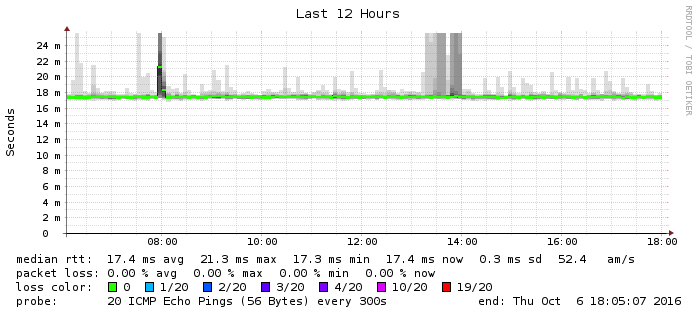 Last 12 Hours
RRDTOOL / TOBI OETIKER
Seconds
24 m
22 m
20 m
18 m
16 m
14 m
12 m
10 m
8 m
6 m
4 m
2 m
0
08:00 10:00 12:00 14:00 16:00 18:00
median rtt: 17.4 ms avg 21.3 ms max 17.3 ms min 17.4 ms now 0.3 ms sd 52.4 am/s
packet loss: 0.00 % avg 0.00 % max 0.00 % min 0.00 % now
loss color: 0 1/20 2/20 3/20 4/20 10/20 19/20
probe: 20 ICMP Echo Pings (56 Bytes) every 300s end: Thu Oct 6 18:05:07 2016